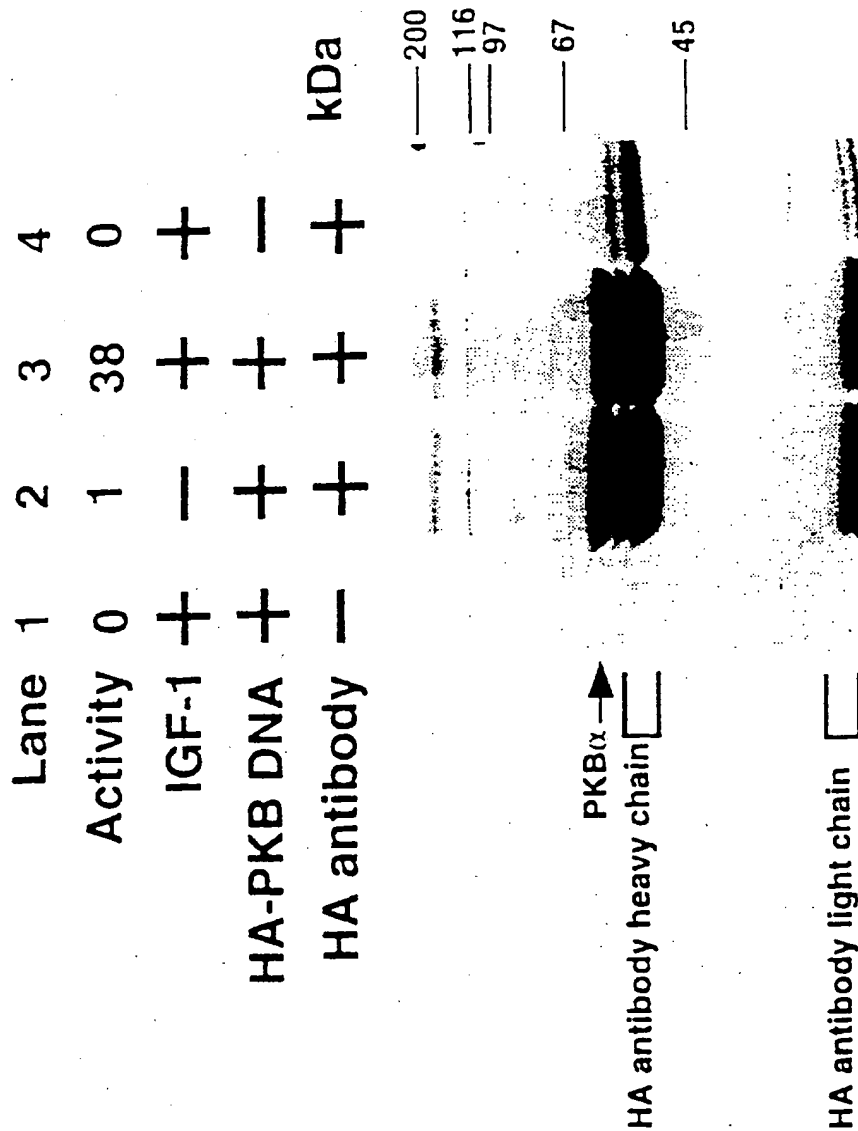 Lane 1 2 3 4
Activity 0 1 38 0
IGF-1 + − + +
HA-PKB DNA + + + −
HA antibody − + + +
kDa
200
116
97
67
45
PKBα
HA antibody heavy chain
HA antibody light chain